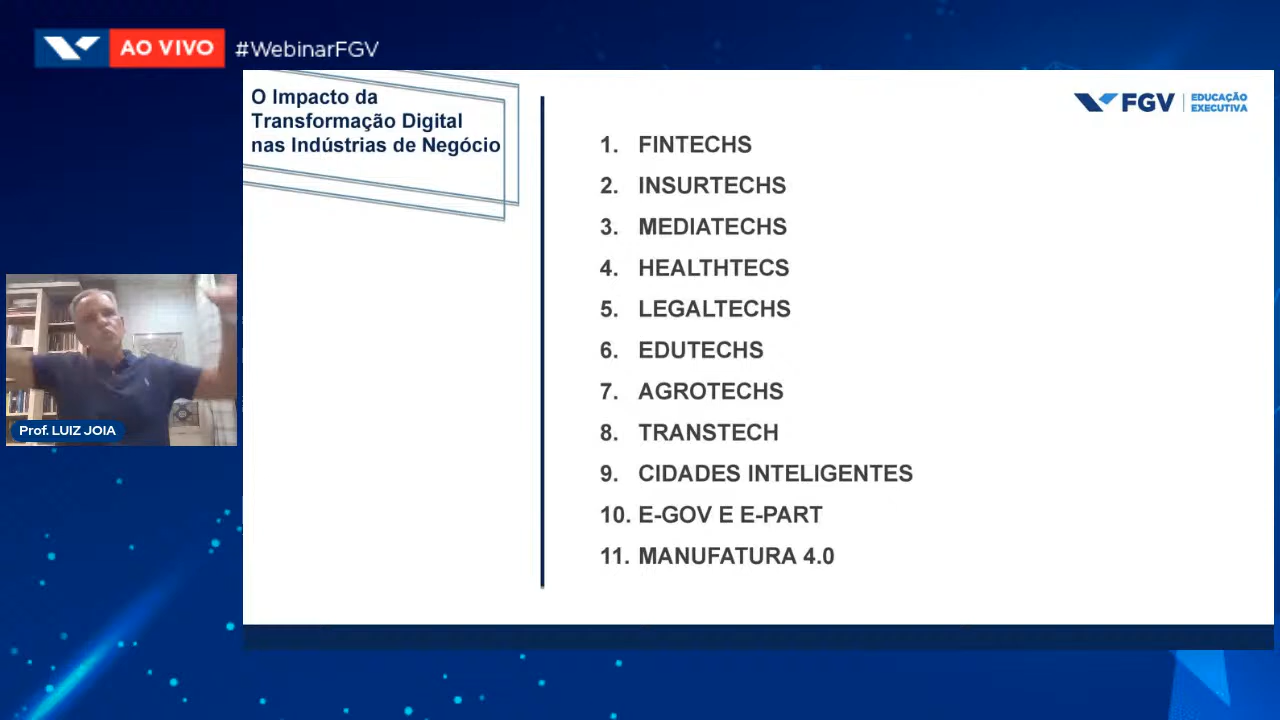 AO VIVO #WebinarFGV
O Impacto da
Transformação Digital
nas Indústrias de Negócio
FGV EDUCAÇÃO
EXECUTIVA
1. FINTECHS
2. INSURTECHS
3. MEDIATECHS
4. HEALTHTECS
5. LEGALTECHS
6. EDUTECHS
7. AGROTECHS
8. TRANSTECH
9. CIDADES INTELIGENTES
10. E-GOV E E-PART
11. MANUFATURA 4.0
Prof. LUIZ JOIA